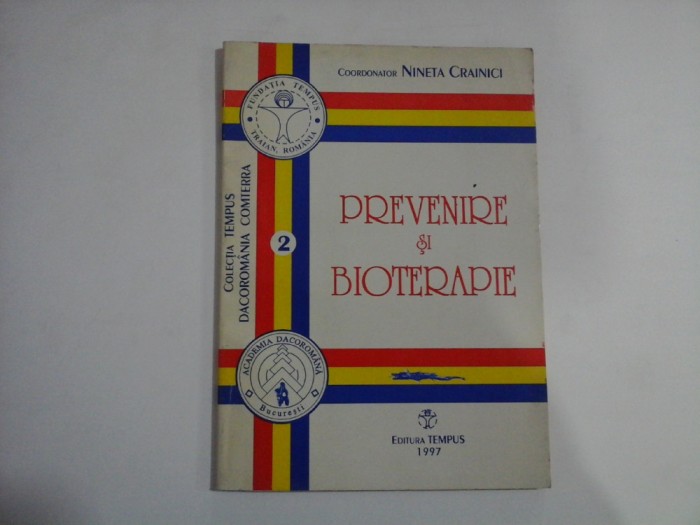 COORDONATOR NINETA CRAINICI
FUNDAȚIA TEMPUS
TRAIAN, ROMÂNIA
COLECȚIA TEMPUS
DACOROMÂNIA COMTERRA
2
PREVENIRE
ȘI
BIOTERAPIE
ACADEMIA DACOROMÂNĂ
București
EDITURA TEMPUS
1997